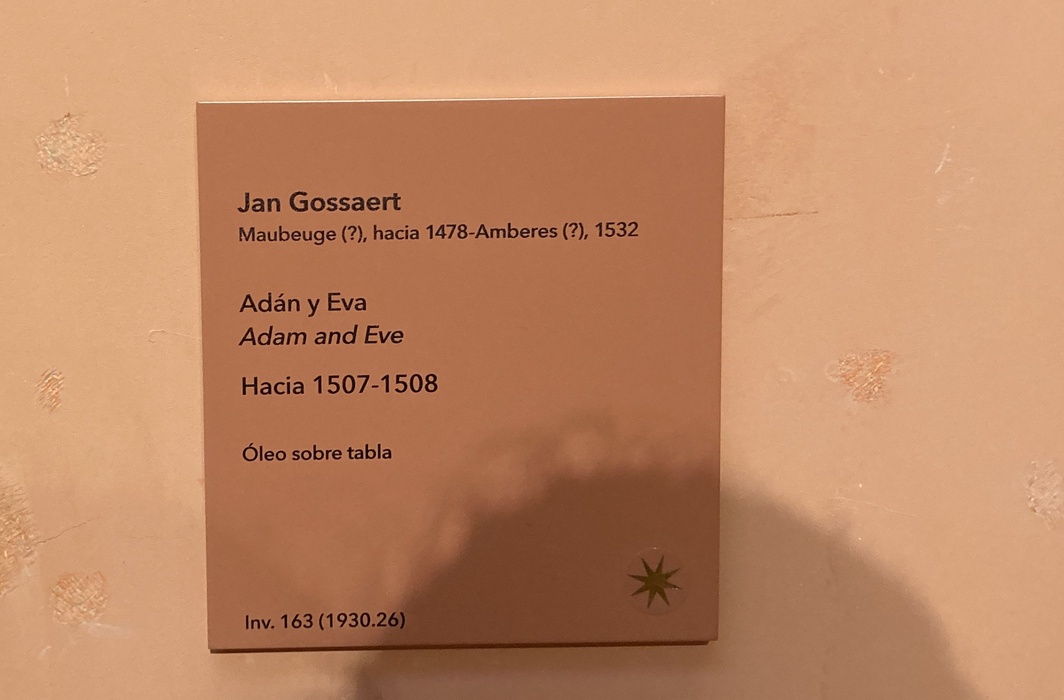 Jan Gossaert
Maubeuge (?), hacia 1478-Amberes (?), 1532
Adán y Eva
Adam and Eve
Hacia 1507-1508
Óleo sobre tabla
Inv. 163 (1930.26)